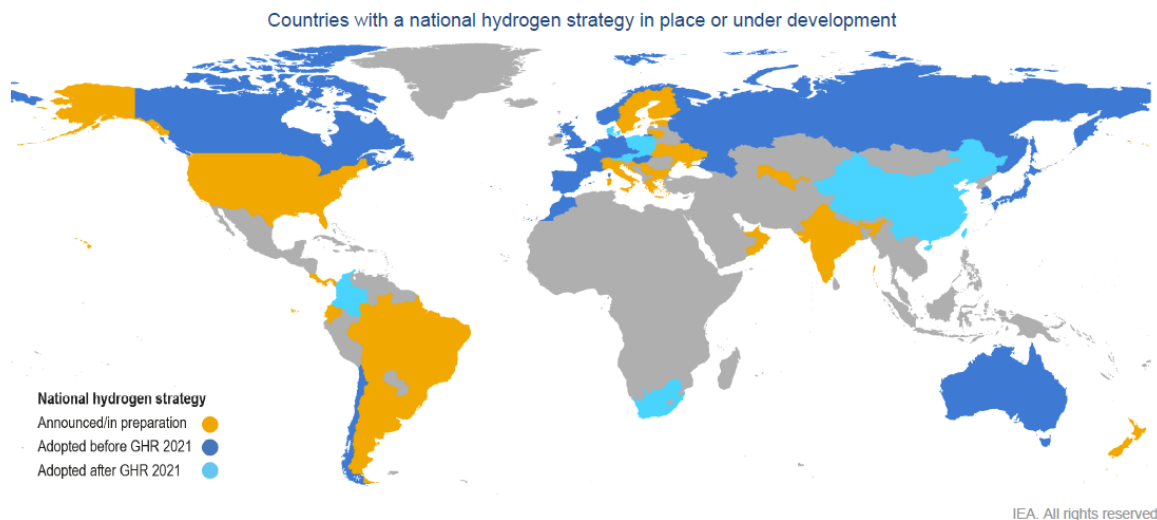 Countries with a national hydrogen strategy in place or under development
National hydrogen strategy
Announced/in preparation
Adopted before GHR 2021
Adopted after GHR 2021
IEA. All rights reserved